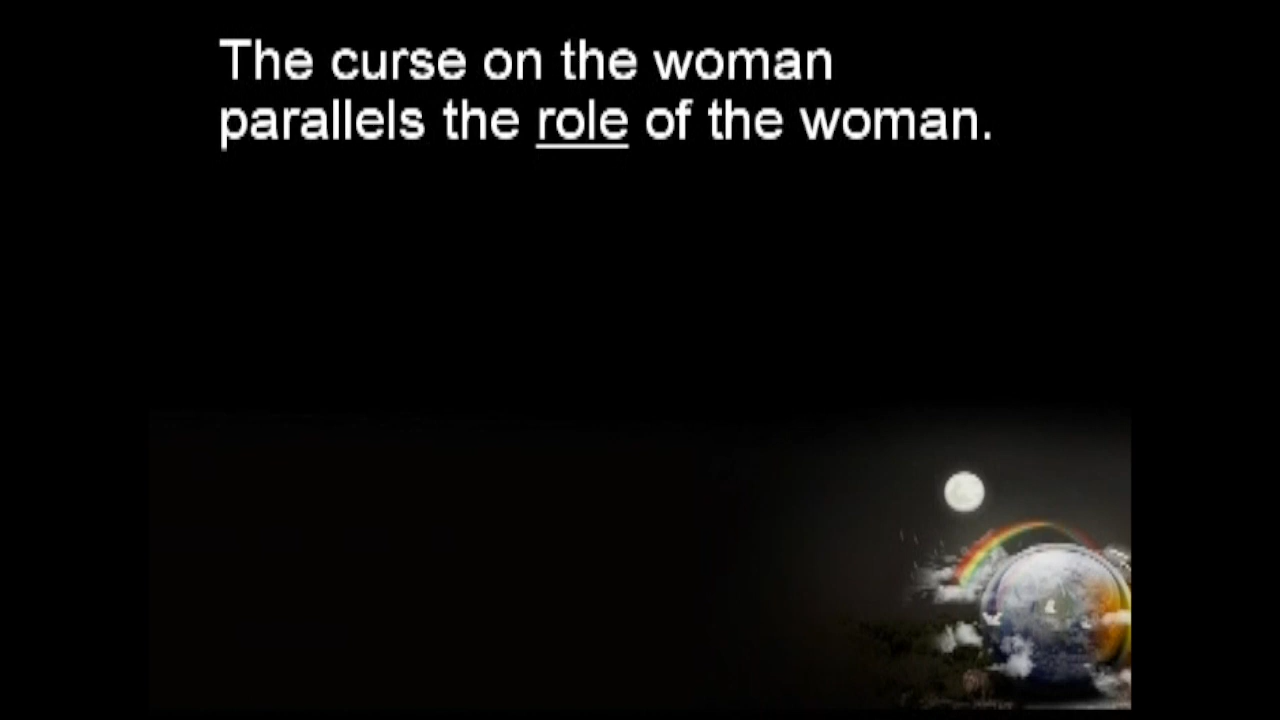 The curse on the woman
parallels the role of the woman.